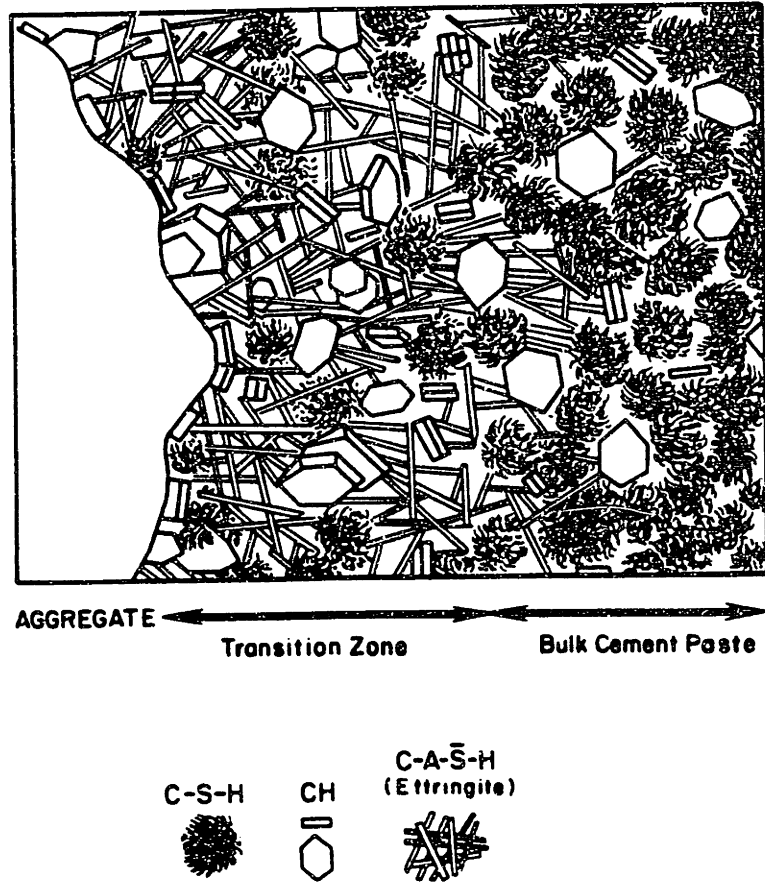 AGGREGATE
Transition Zone
Bulk Cement Paste
C-A-S̄-H
C-S-H CH (Ettringite)